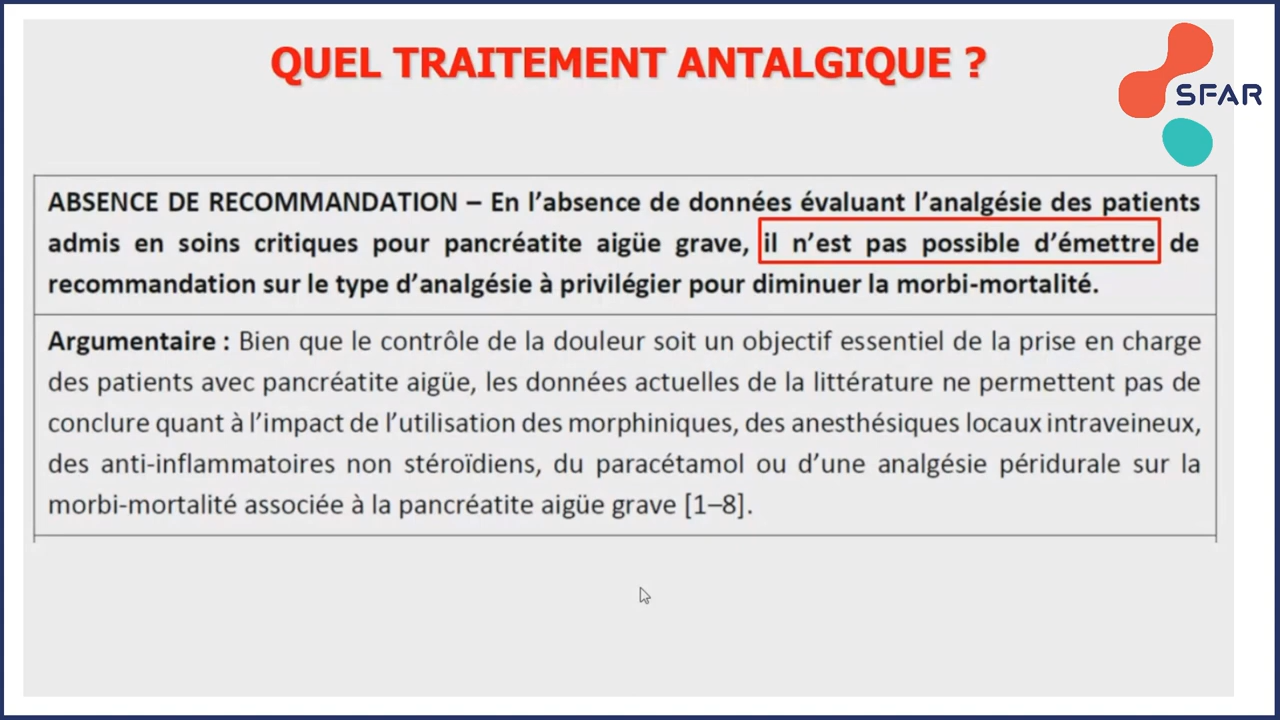 QUEL TRAITEMENT ANTALGIQUE ?
SFAR
ABSENCE DE RECOMMANDATION – En l'absence de données évaluant l'analgésie des patients
admis en soins critiques pour pancréatite aigüe grave, il n'est pas possible d'émettre de
recommandation sur le type d'analgésie à privilégier pour diminuer la morbi-mortalité.
Argumentaire : Bien que le contrôle de la douleur soit un objectif essentiel de la prise en charge
des patients avec pancréatite aigüe, les données actuelles de la littérature ne permettent pas de
conclure quant à l'impact de l'utilisation des morphiniques, des anesthésiques locaux intraveineux,
des anti-inflammatoires non stéroïdiens, du paracétamol ou d'une analgésie péridurale sur la
morbi-mortalité associée à la pancréatite aigüe grave [1–8].